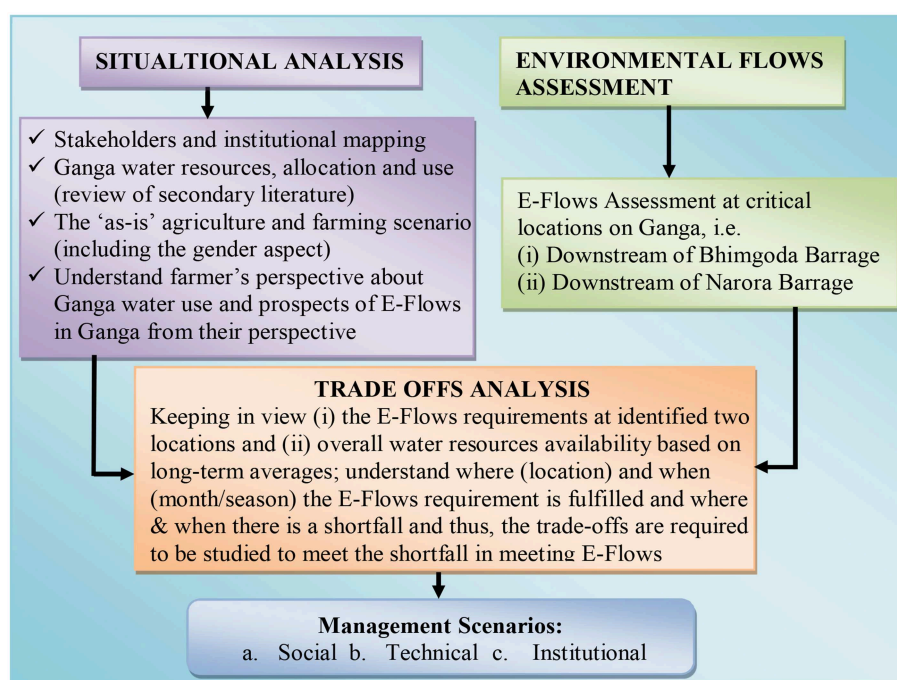 SITUALTIONAL ANALYSIS
✓ Stakeholders and institutional mapping
✓ Ganga water resources, allocation and use
(review of secondary literature)
✓ The ‘as-is’ agriculture and farming scenario
(including the gender aspect)
✓ Understand farmer’s perspective about
Ganga water use and prospects of E-Flows
in Ganga from their perspective
ENVIRONMENTAL FLOWS
ASSESSMENT
E-Flows Assessment at critical
locations on Ganga, i.e.
(i) Downstream of Bhimgoda Barrage
(ii) Downstream of Narora Barrage
TRADE OFFS ANALYSIS
Keeping in view (i) the E-Flows requirements at identified two
locations and (ii) overall water resources availability based on
long-term averages; understand where (location) and when
(month/season) the E-Flows requirement is fulfilled and where
& when there is a shortfall and thus, the trade-offs are required
to be studied to meet the shortfall in meeting E-Flows
Management Scenarios:
a. Social b. Technical c. Institutional